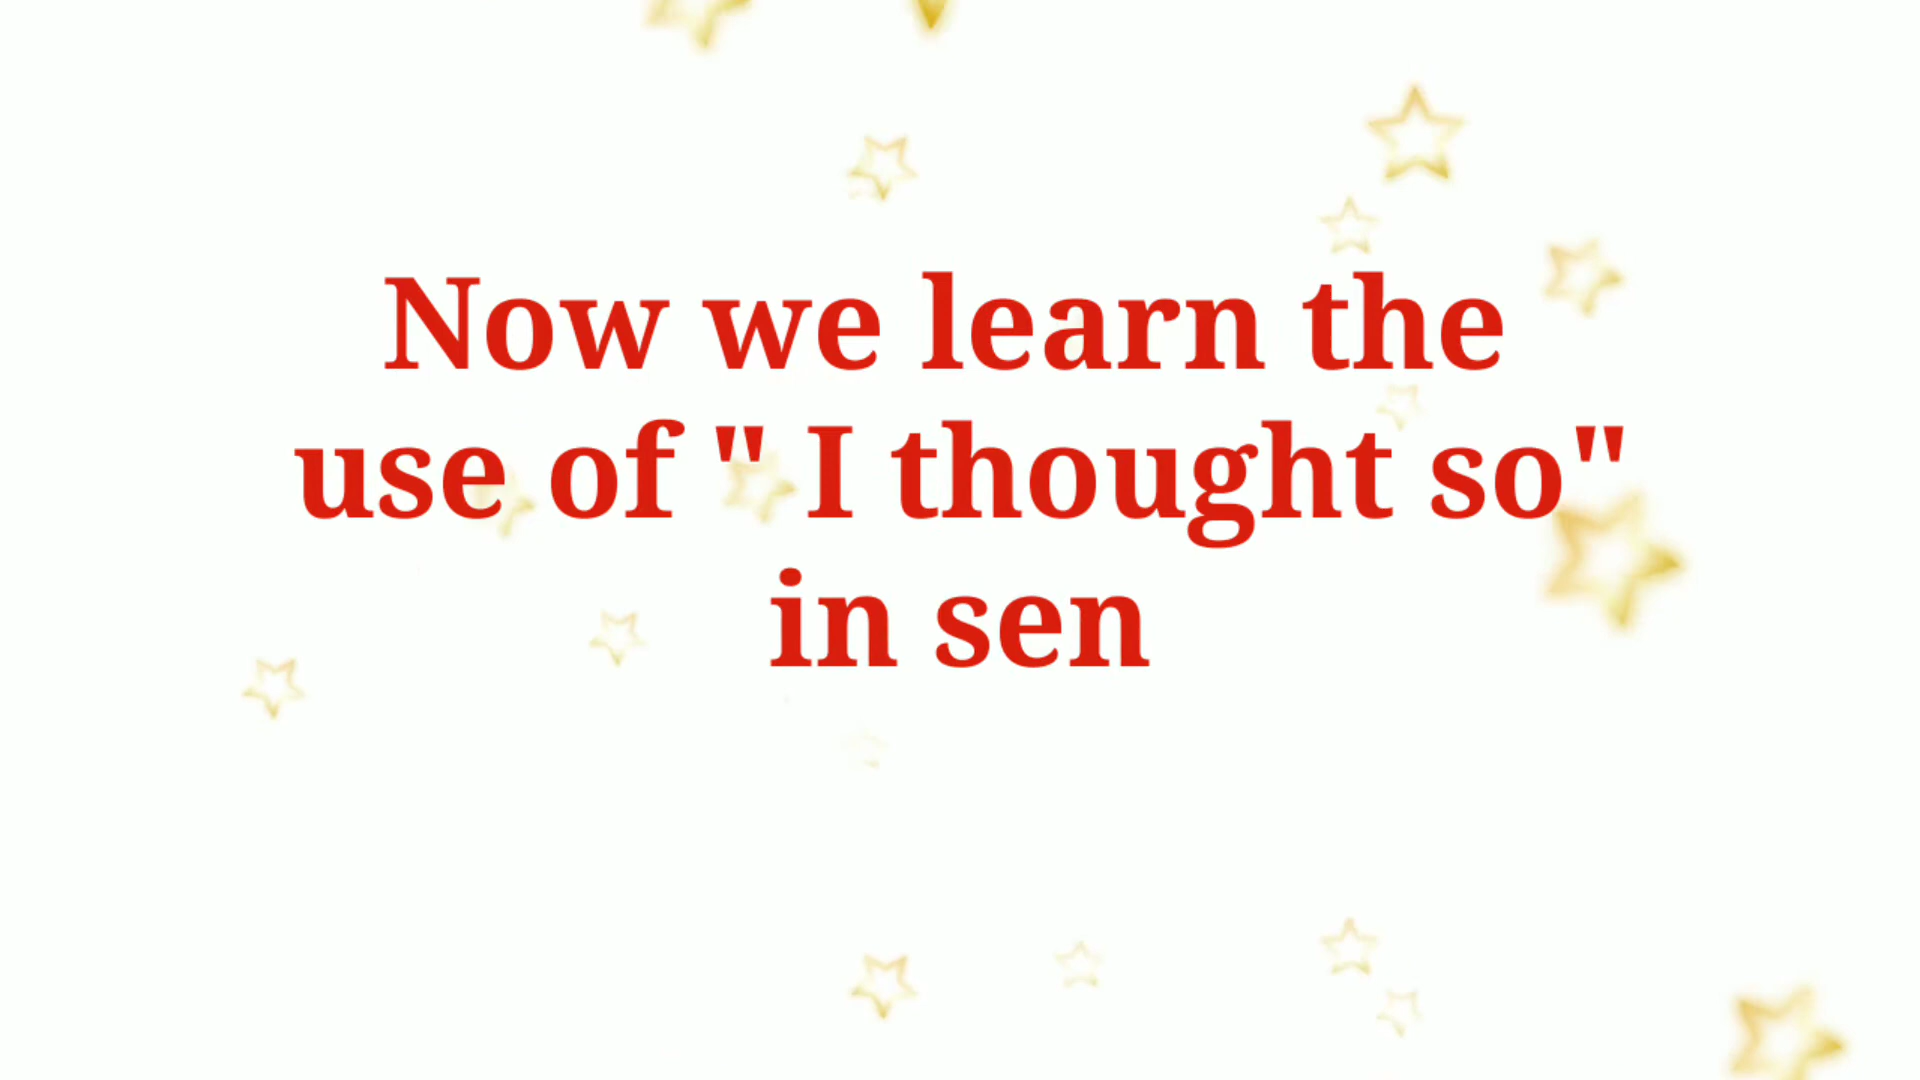 Now we learn the
use of " I thought so"
in sen